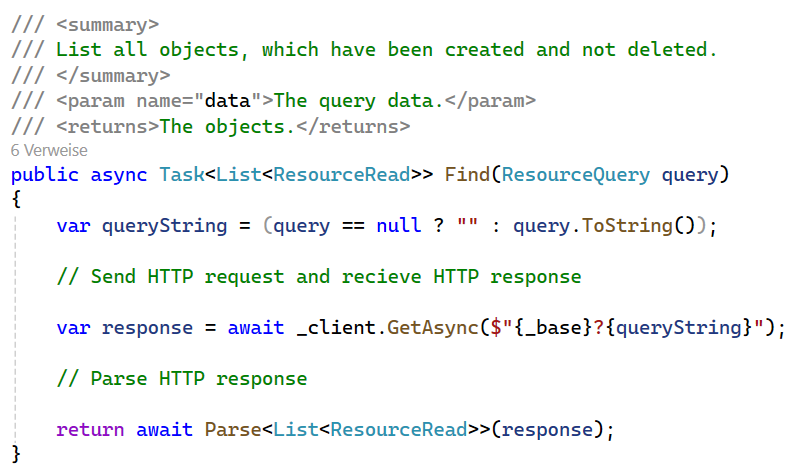 /// <summary>
/// List all objects, which have been created and not deleted.
/// </summary>
/// <param name="data">The query data.</param>
/// <returns>The objects.</returns>
6 Verweise
public async Task<List<ResourceRead>> Find(ResourceQuery query)
{
    var queryString = (query == null ? "" : query.ToString());
    // Send HTTP request and recieve HTTP response
    var response = await _client.GetAsync($"{_base}?{queryString}");
    // Parse HTTP response
    return await Parse<List<ResourceRead>>(response);
}